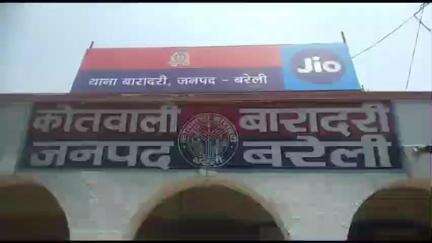 थाना बारादरी, जनपद - बरेली
Jio
कोतवाली बारादरी
जनपद बरेली